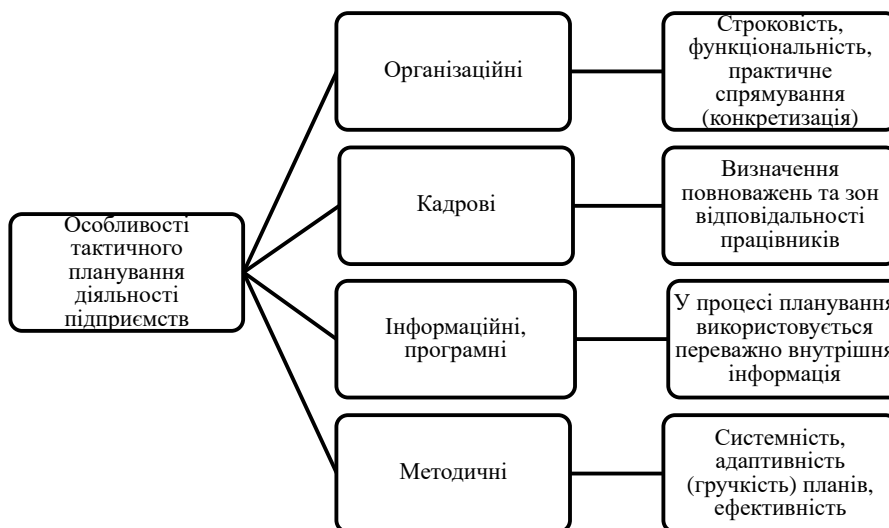 Особливості
тактичного
планування
діяльності
підприємств
Організаційні
Строковість,
функціональність,
практичне
спрямування
(конкретизація)
Кадрові
Визначення
повноважень та зон
відповідальності
працівників
Інформаційні,
програмні
У процесі планування
використовується
переважно внутрішня
інформація
Методичні
Системність,
адаптивність
(гручкість) планів,
ефективність